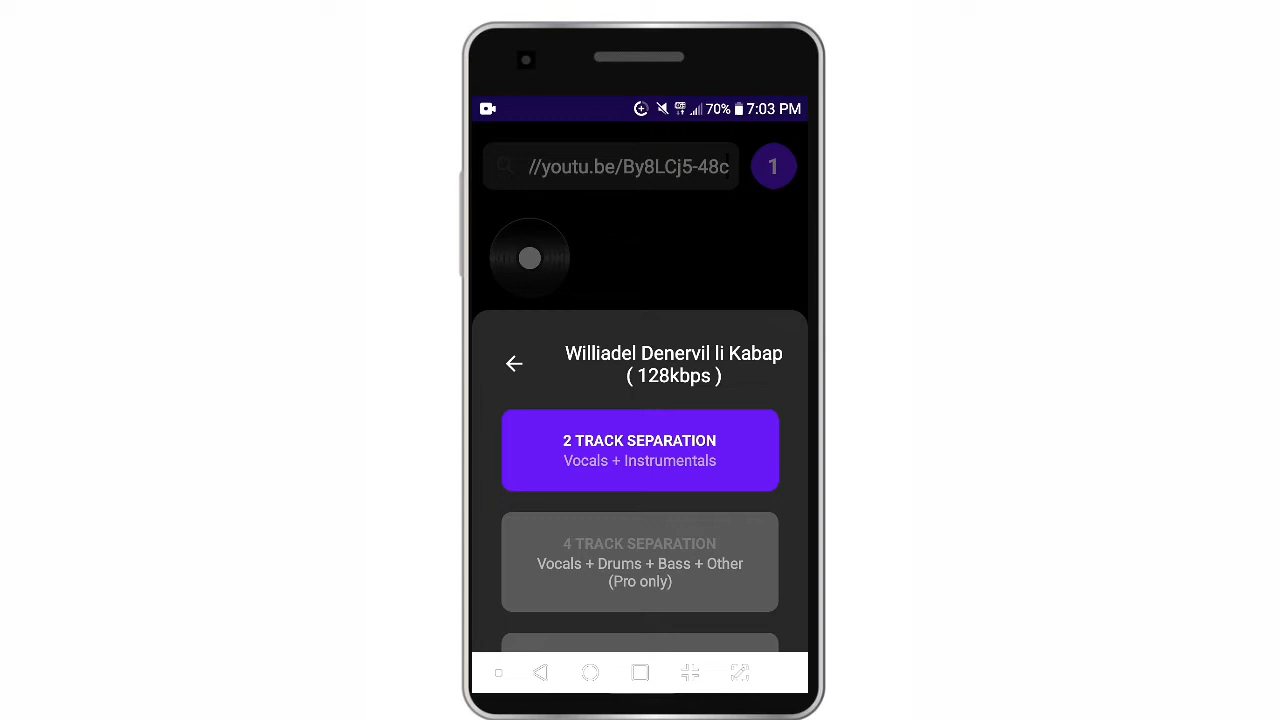 70% 7:03 PM
//youtu.be/By8LCj5-48c 1
Williadel Denervil li Kabap
( 128kbps )
2 TRACK SEPARATION
Vocals + Instrumentals
4 TRACK SEPARATION
Vocals + Drums + Bass + Other
(Pro only)